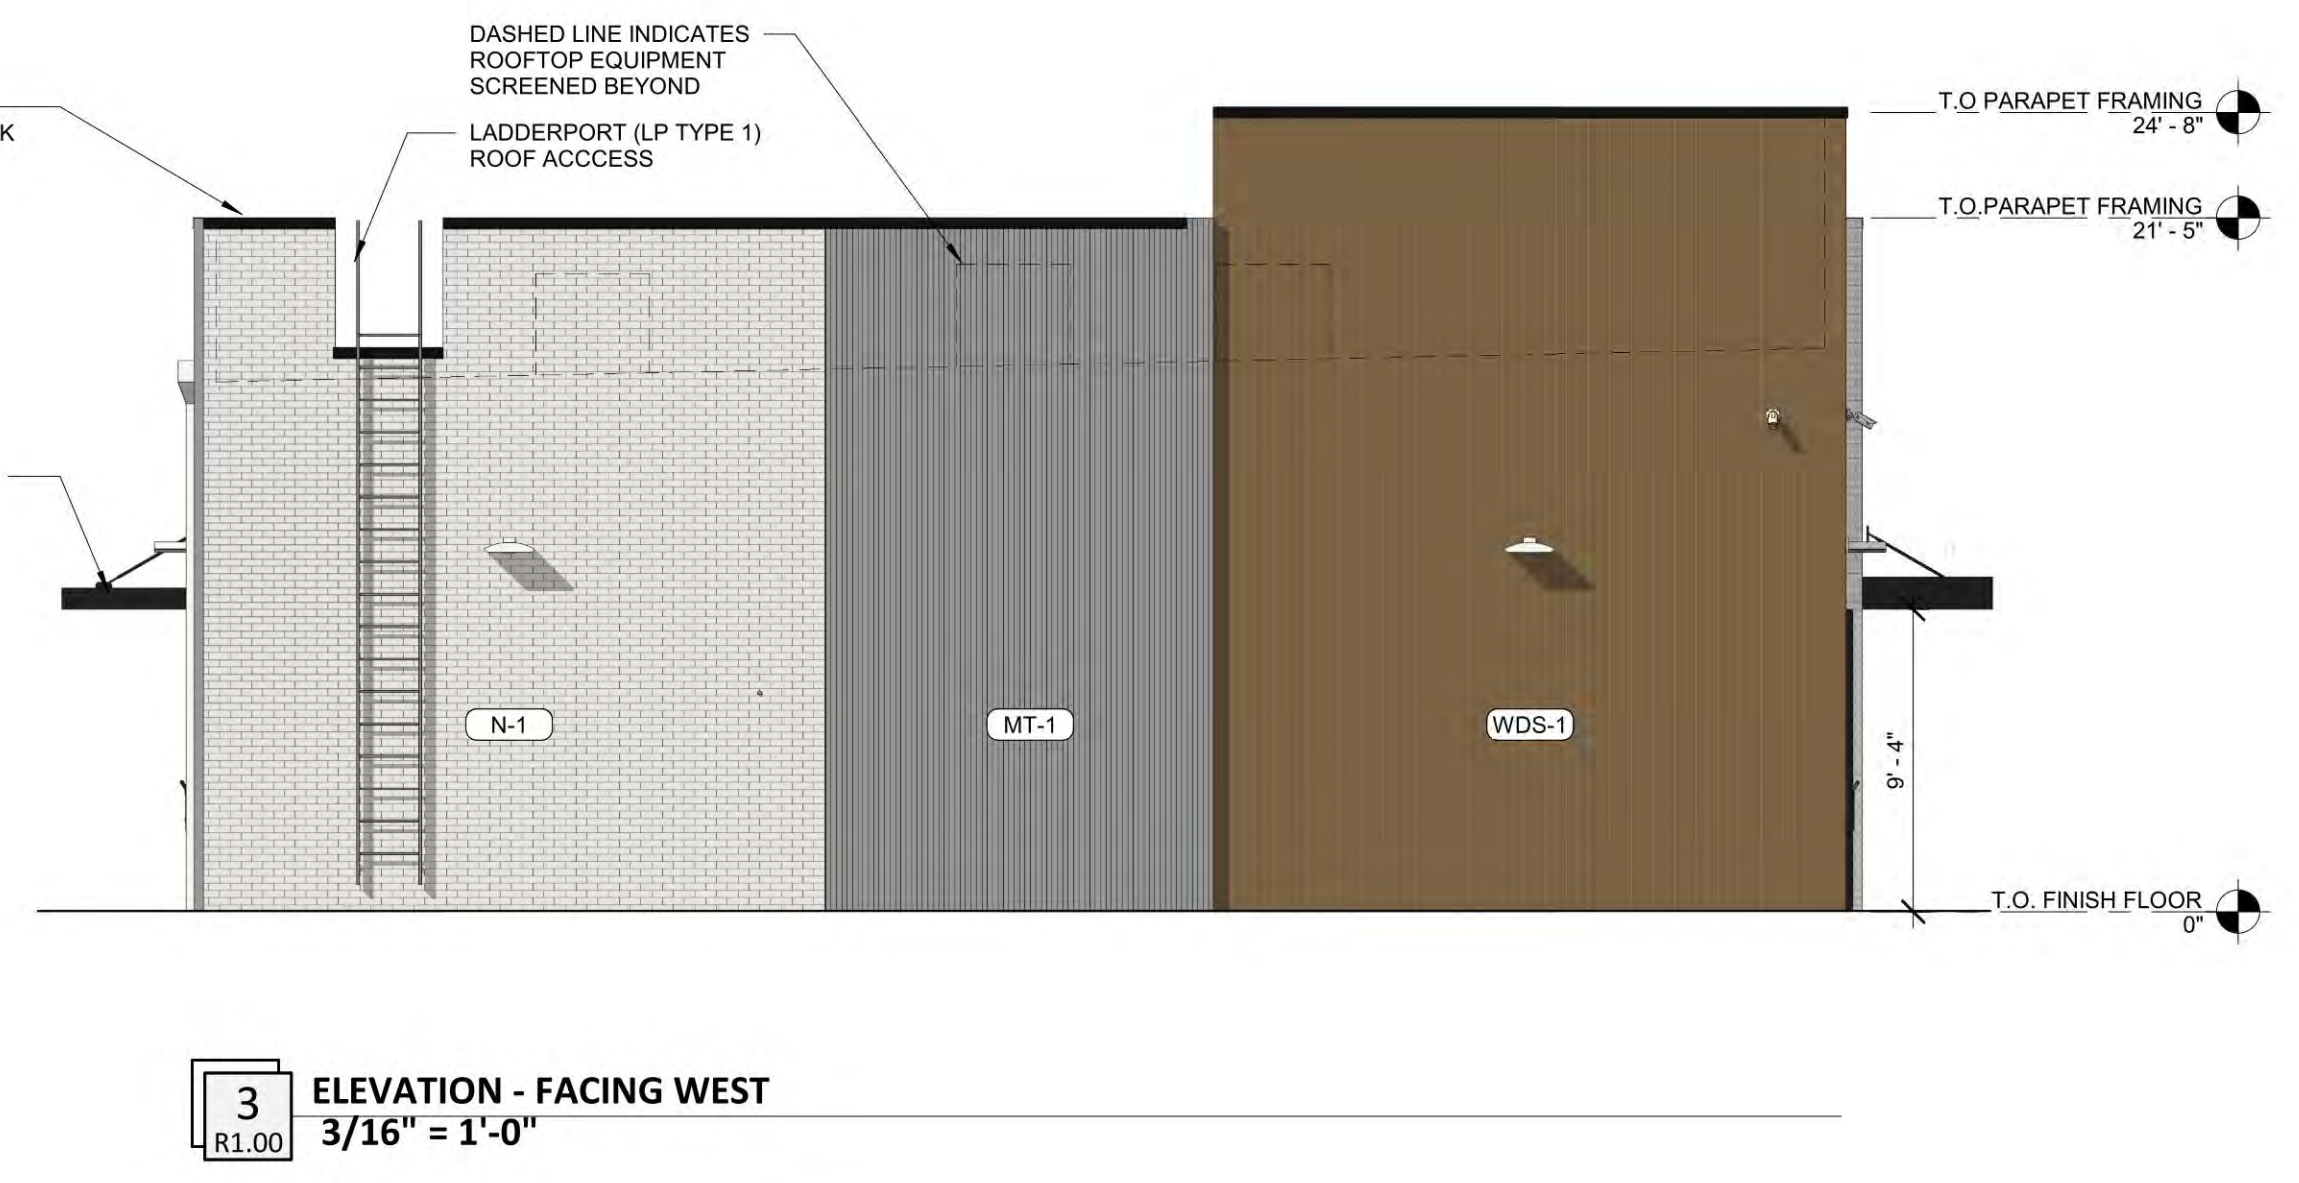 DASHED LINE INDICATES
ROOFTOP EQUIPMENT
SCREENED BEYOND
K
LADDERPORT (LP TYPE 1)
ROOF ACCCESS
T.O PARAPET FRAMING
24' - 8"
T.O.PARAPET FRAMING
21' - 5"
N-1
MT-1
WDS-1
9' - 4"
T.O. FINISH FLOOR
0"
3
R1.00
ELEVATION - FACING WEST
3/16" = 1'-0"